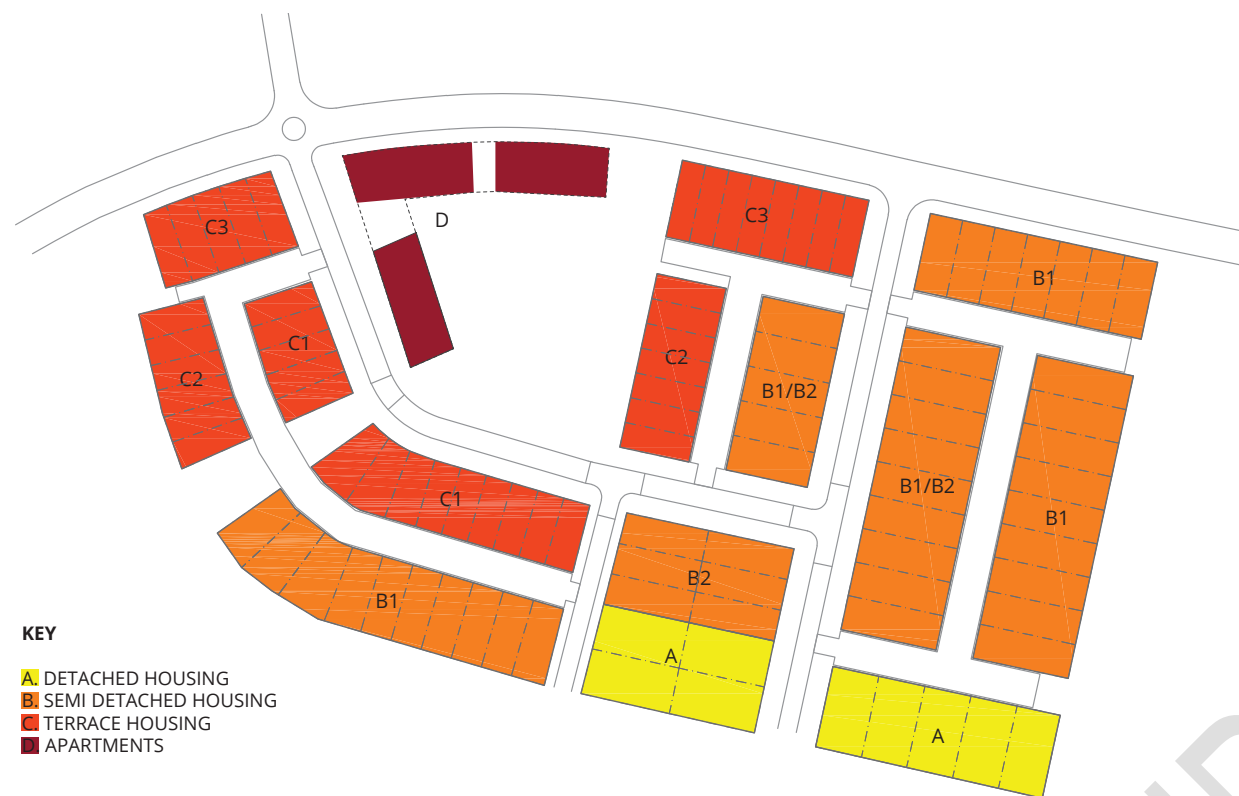 C3
D
C3
B1
C1
C2
C2
B1/B2
B1/B2
C1
B1
B2
B1
A
A
KEY
A. DETACHED HOUSING
B. SEMI DETACHED HOUSING
C. TERRACE HOUSING
D. APARTMENTS